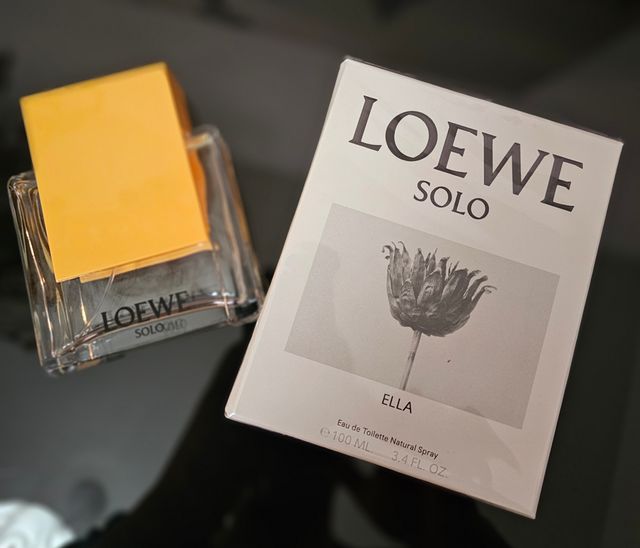 LOEWE
SOLO
LOEWE
SOLO
ELLA
Eau de Toilette Natural Spray
℮100 ML. 3.4 FL. OZ.